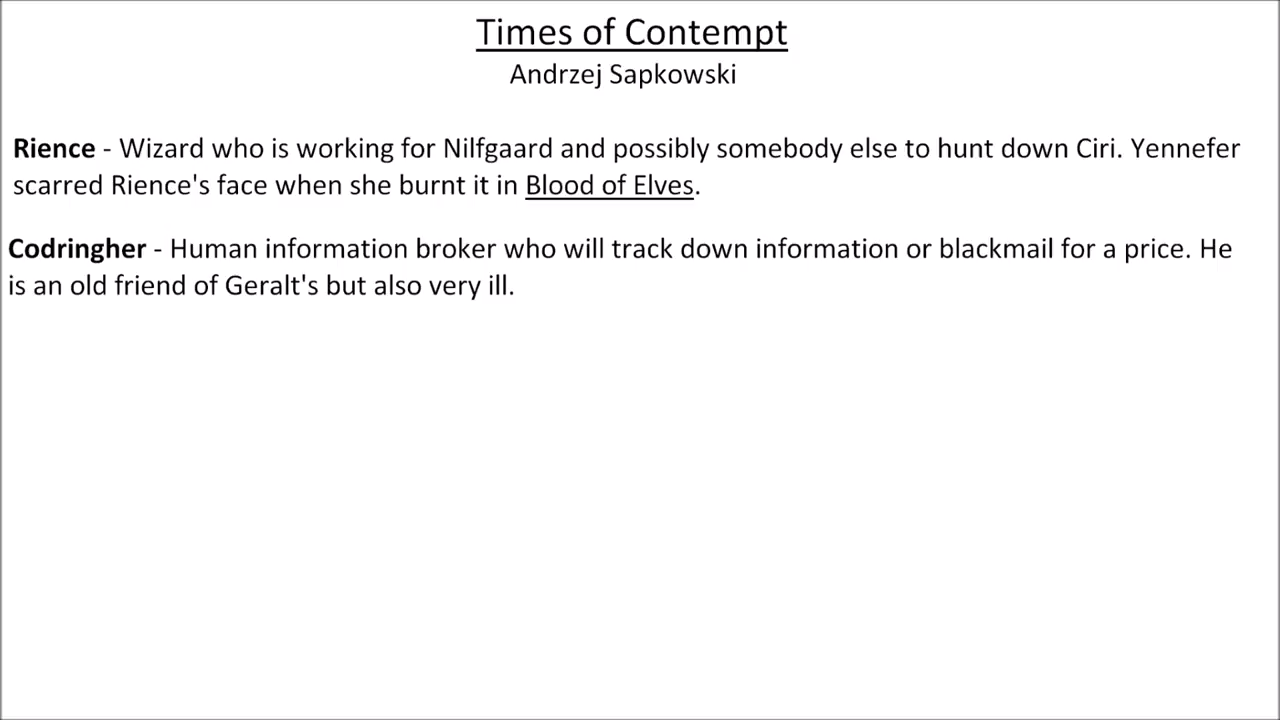 Times of Contempt
Andrzej Sapkowski
Rience - Wizard who is working for Nilfgaard and possibly somebody else to hunt down Ciri. Yennefer
scarred Rience's face when she burnt it in Blood of Elves.
Codringher - Human information broker who will track down information or blackmail for a price. He
is an old friend of Geralt's but also very ill.